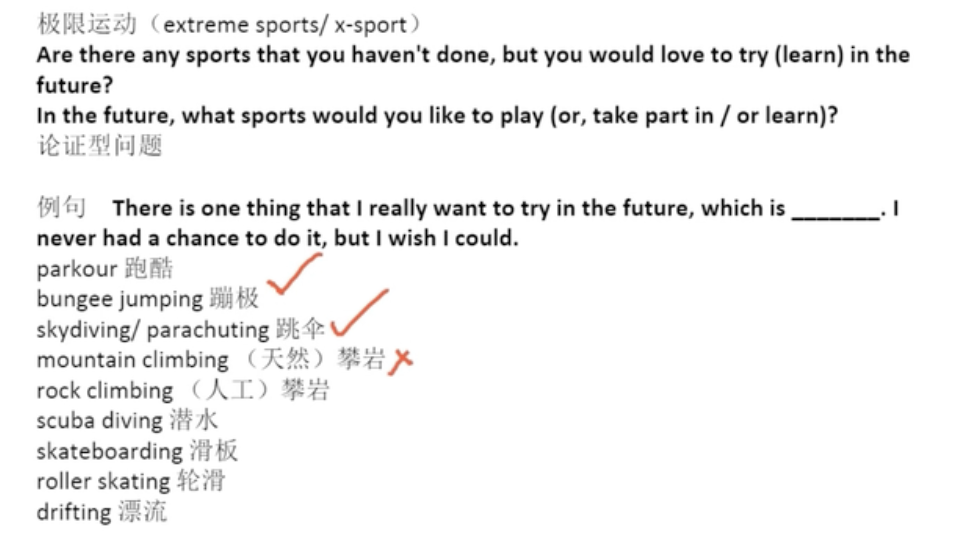 极限运动（extreme sports/ x-sport）
Are there any sports that you haven't done, but you would love to try (learn) in the
future?
In the future, what sports would you like to play (or, take part in / or learn)?
论证型问题
例句 There is one thing that I really want to try in the future, which is _______. I
never had a chance to do it, but I wish I could.
parkour 跑酷
bungee jumping 蹦极
skydiving/ parachuting 跳伞
mountain climbing （天然）攀岩
rock climbing （人工）攀岩
scuba diving 潜水
skateboarding 滑板
roller skating 轮滑
drifting 漂流